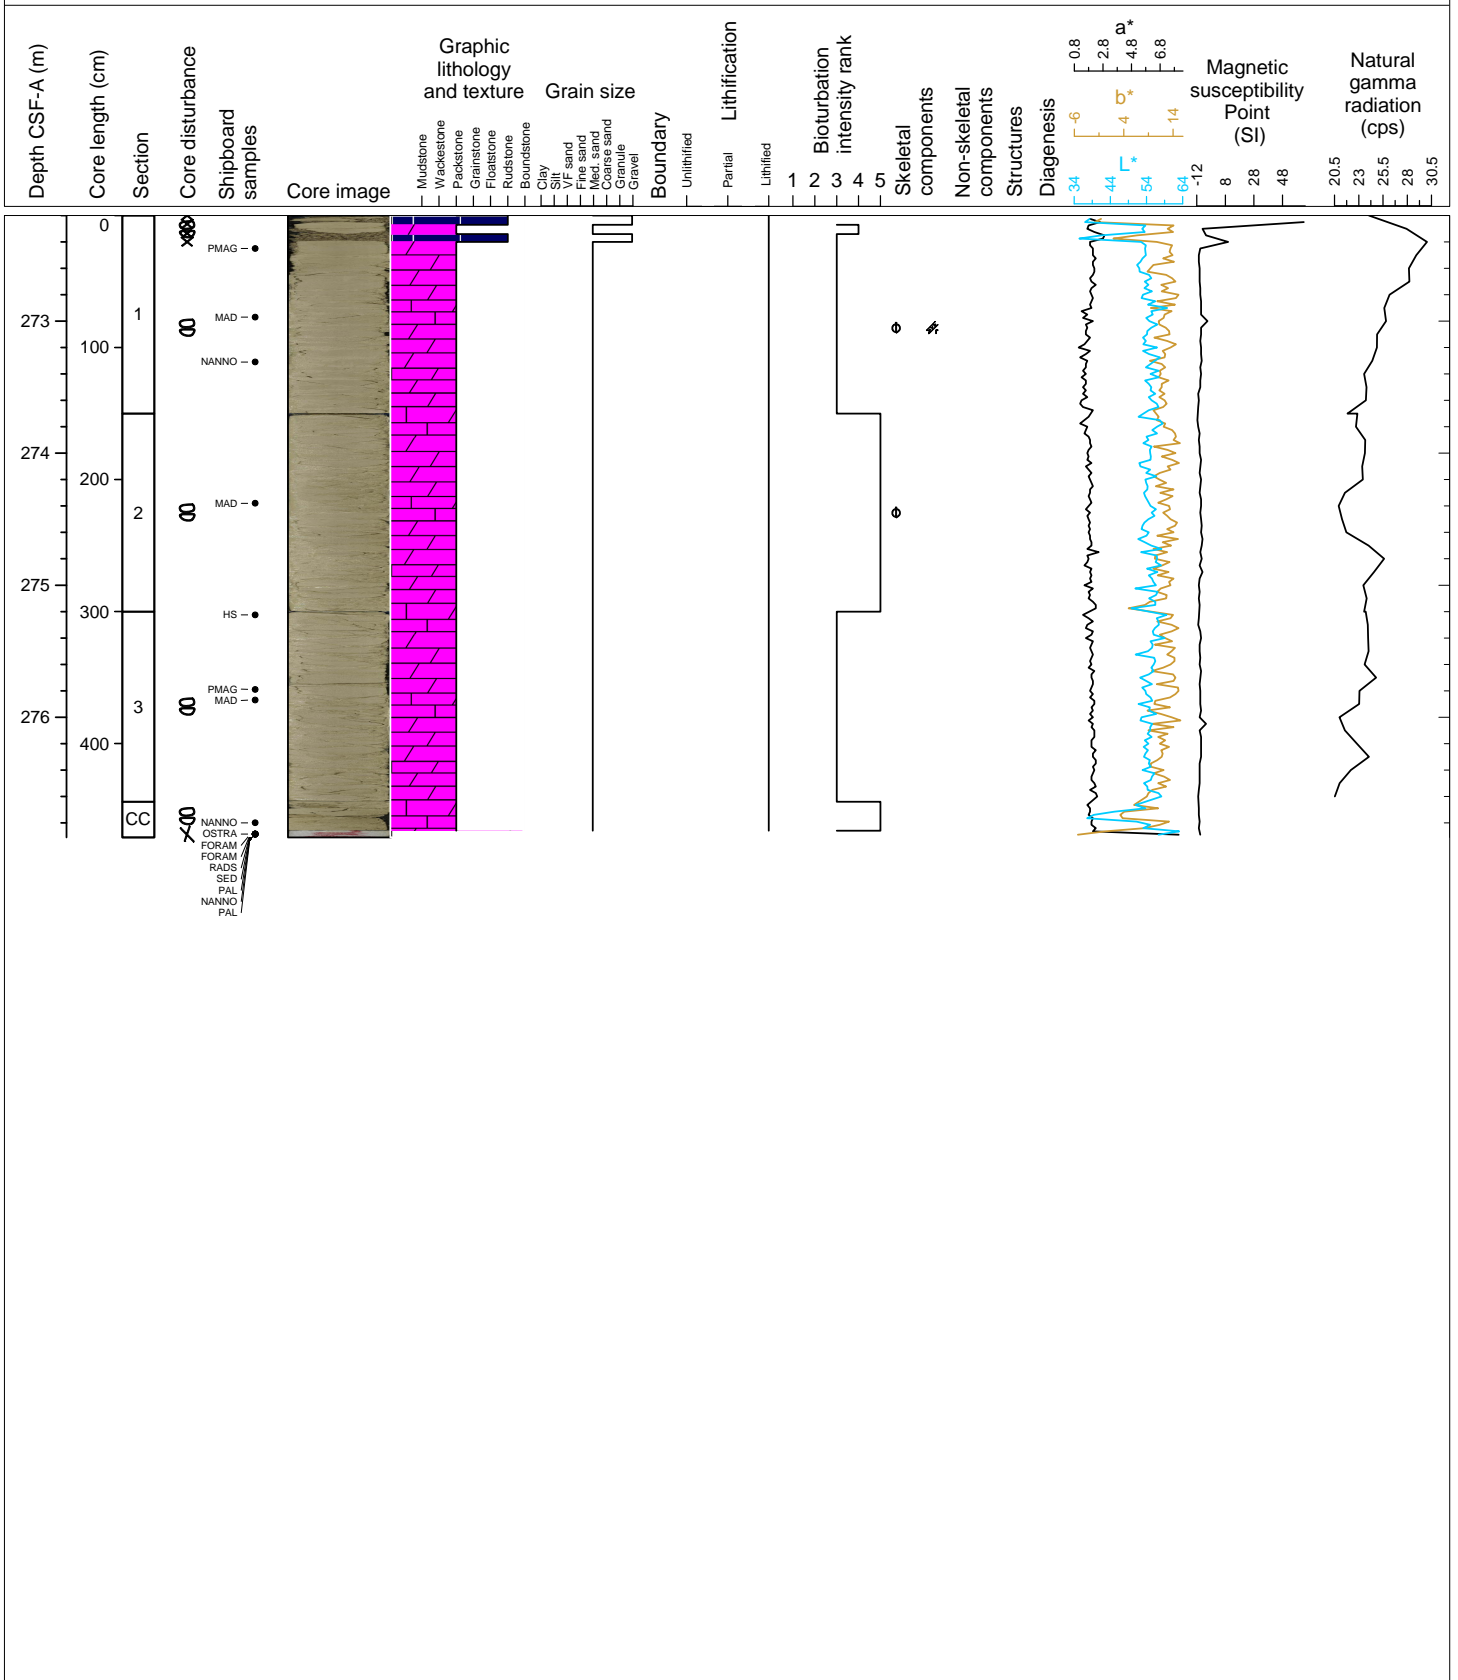 Depth CSF-A (m)
Core length (cm)
Section
Core disturbance
Shipboard
samples
Core image
Graphic
lithology
and texture
Mudstone
Wackestone
Packstone
Grainstone
Floatstone
Rudstone
Boundstone
Grain size
Clay
Silt
VF sand
Fine sand
Med. sand
Coarse sand
Granule
Gravel
Boundary
Lithification
Unlithified
Partial
Lithified
Bioturbation
intensity rank
1 2 3 4 5
Skeletal
components
Non-skeletal
components
Structures
Diagenesis
a*
0.8 2.8 4.8 6.8
b*
-6 4 14
L*
34 44 54 64
Magnetic
susceptibility
Point
(SI)
-12 8 28 48
Natural
gamma
radiation
(cps)
20.5 23 25.5 28 30.5
0
PMAG
273
1
MAD
100
NANNO
274
200
2
MAD
275
300
HS
PMAG
3
MAD
276
400
CC
NANNO
OSTRA
FORAM
FORAM
RADS
SED
PAL
NANNO
PAL